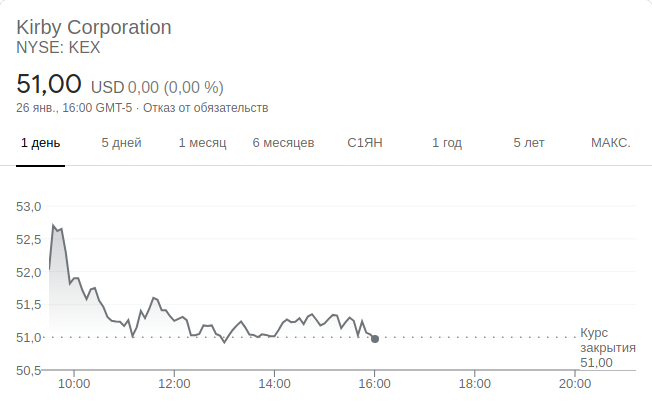 Kirby Corporation
NYSE: KEX
51,00 USD 0,00 (0,00 %)
26 янв., 16:00 GMT-5 · Отказ от обязательств
1 день 5 дней 1 месяц 6 месяцев С1ЯН 1 год 5 лет МАКС.
53,0
52,5
52,0
51,5
51,0
50,5
Курс
закрытия
51,00
10:00 12:00 14:00 16:00 18:00 20:00